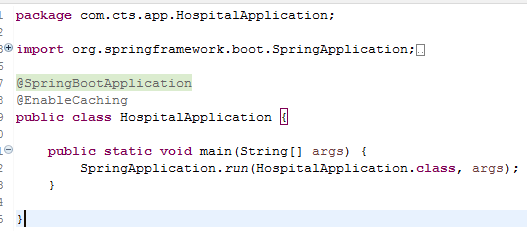 package com.cts.app.HospitalApplication;
import org.springframework.boot.SpringApplication;
@SpringBootApplication
@EnableCaching
public class HospitalApplication {
public static void main(String[] args) {
SpringApplication.run(HospitalApplication.class, args);
}
}